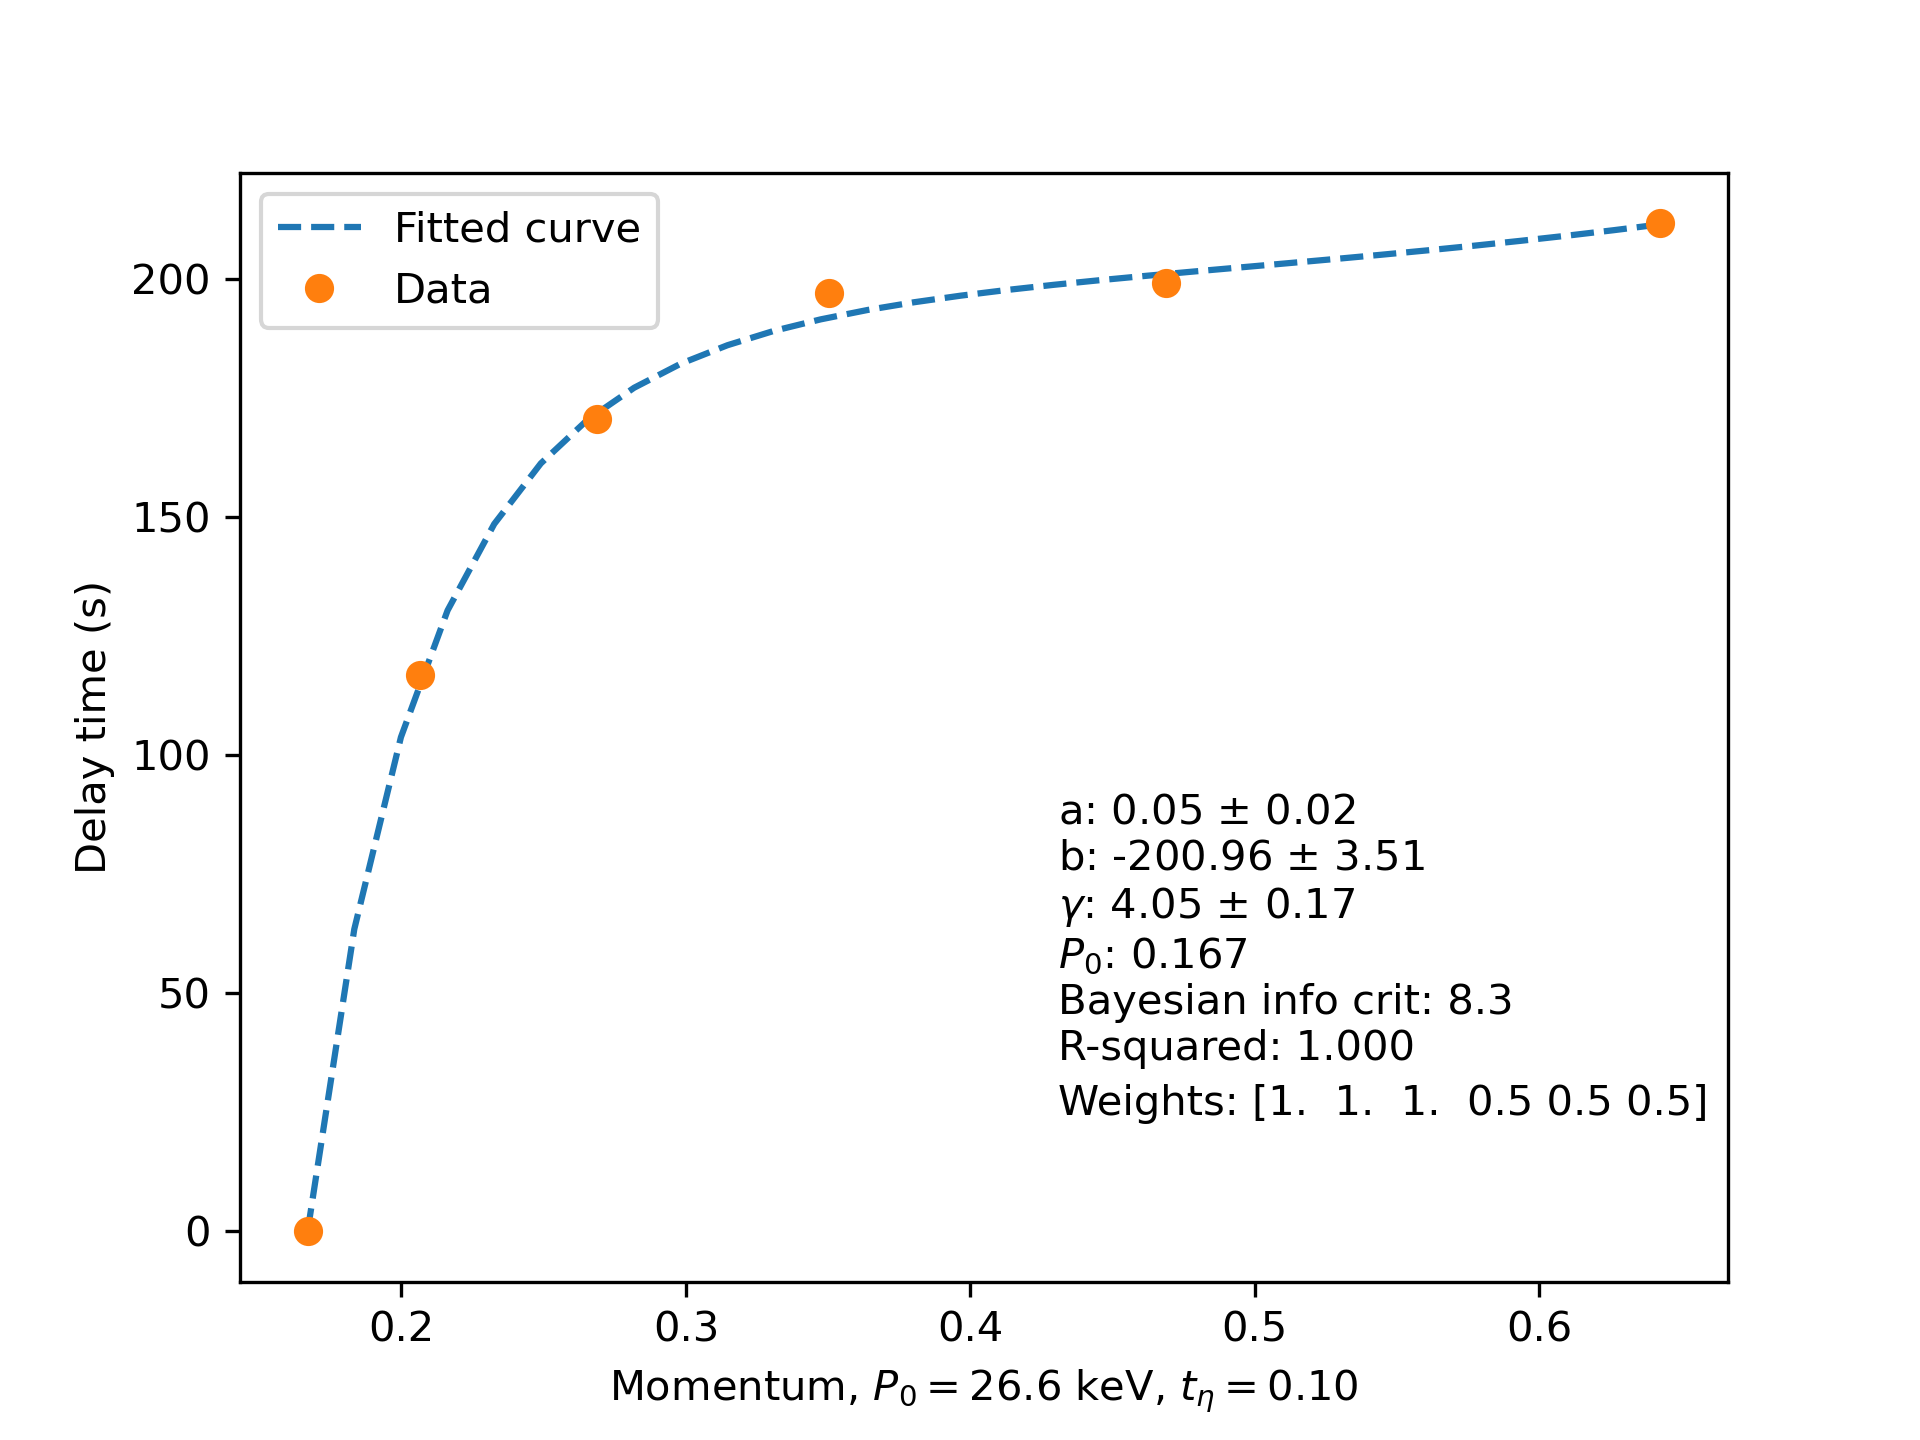 Fitted curve
Data
200
150
100
50
0
Delay time (s)
a: 0.05 ± 0.02
b: -200.96 ± 3.51
γ: 4.05 ± 0.17
P₀: 0.167
Bayesian info crit: 8.3
R-squared: 1.000
Weights: [1.  1.  1.  0.5 0.5 0.5]
0.2 0.3 0.4 0.5 0.6
Momentum, P₀ = 26.6 keV, tη = 0.10